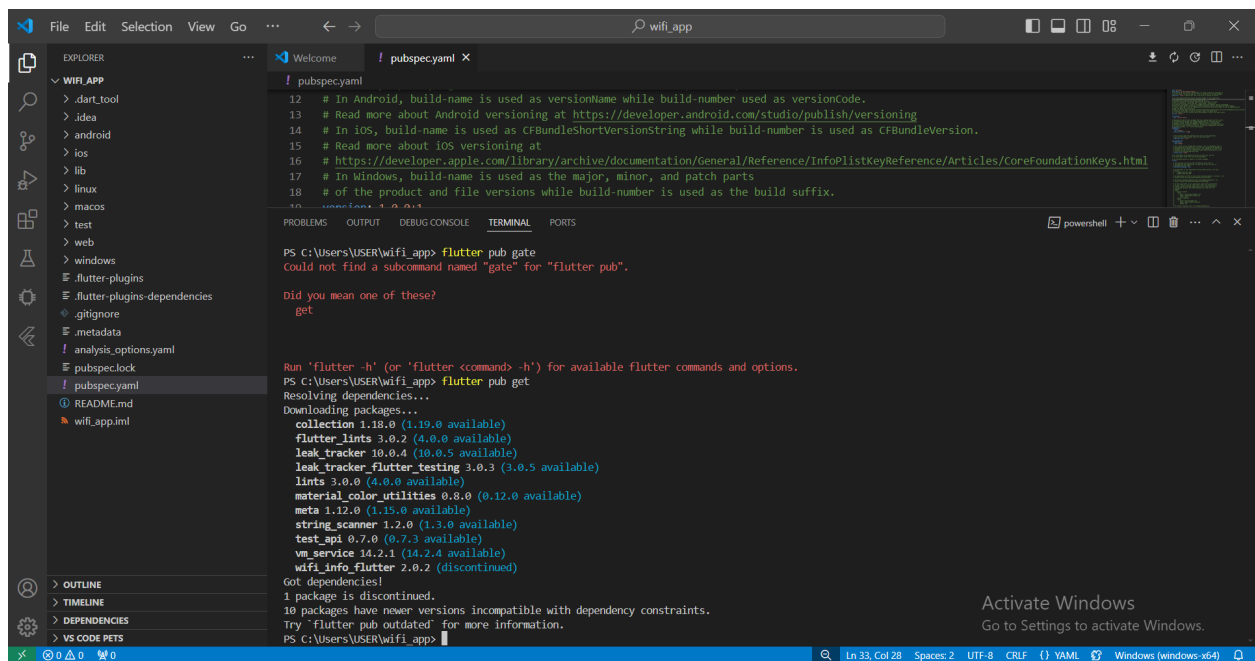 File Edit Selection View Go ··· wifi_app
EXPLORER ···
WIFI_APP
.dart_tool
.idea
android
ios
lib
linux
macos
test
web
windows
.flutter-plugins
.flutter-plugins-dependencies
.gitignore
.metadata
analysis_options.yaml
pubspec.lock
pubspec.yaml
README.md
wifi_app.iml
OUTLINE
TIMELINE
DEPENDENCIES
VS CODE PETS
Welcome ! pubspec.yaml
! pubspec.yaml
12 # In Android, build-name is used as versionName while build-number used as versionCode.
13 # Read more about Android versioning at https://developer.android.com/studio/publish/versioning
14 # In iOS, build-name is used as CFBundleShortVersionString while build-number is used as CFBundleVersion.
15 # Read more about iOS versioning at
16 # https://developer.apple.com/library/archive/documentation/General/Reference/InfoPlistKeyReference/Articles/CoreFoundationKeys.html
17 # In Windows, build-name is used as the major, minor, and patch parts
18 # of the product and file versions while build-number is used as the build suffix.
19 version: 1.0.0+1
PROBLEMS OUTPUT DEBUG CONSOLE TERMINAL PORTS powershell
PS C:\Users\USER\wifi_app> flutter pub gate
Could not find a subcommand named "gate" for "flutter pub".
Did you mean one of these?
get
Run 'flutter -h' (or 'flutter <command> -h') for available flutter commands and options.
PS C:\Users\USER\wifi_app> flutter pub get
Resolving dependencies...
Downloading packages...
collection 1.18.0 (1.19.0 available)
flutter_lints 3.0.2 (4.0.0 available)
leak_tracker 10.0.4 (10.0.5 available)
leak_tracker_flutter_testing 3.0.3 (3.0.5 available)
lints 3.0.0 (4.0.0 available)
material_color_utilities 0.8.0 (0.12.0 available)
meta 1.12.0 (1.15.0 available)
string_scanner 1.2.0 (1.3.0 available)
test_api 0.7.0 (0.7.3 available)
vm_service 14.2.1 (14.2.4 available)
wifi_info_flutter 2.0.2 (discontinued)
Got dependencies!
1 package is discontinued.
10 packages have newer versions incompatible with dependency constraints.
Try `flutter pub outdated` for more information.
PS C:\Users\USER\wifi_app>
Activate Windows
Go to Settings to activate Windows.
0 0 0 Ln 33, Col 28 Spaces: 2 UTF-8 CRLF {} YAML Windows (windows-x64)